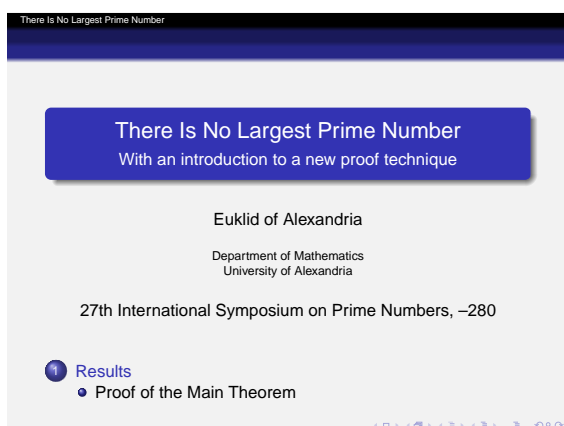 There Is No Largest Prime Number
There Is No Largest Prime Number
With an introduction to a new proof technique
Euklid of Alexandria
Department of Mathematics
University of Alexandria
27th International Symposium on Prime Numbers, –280
1 Results
Proof of the Main Theorem